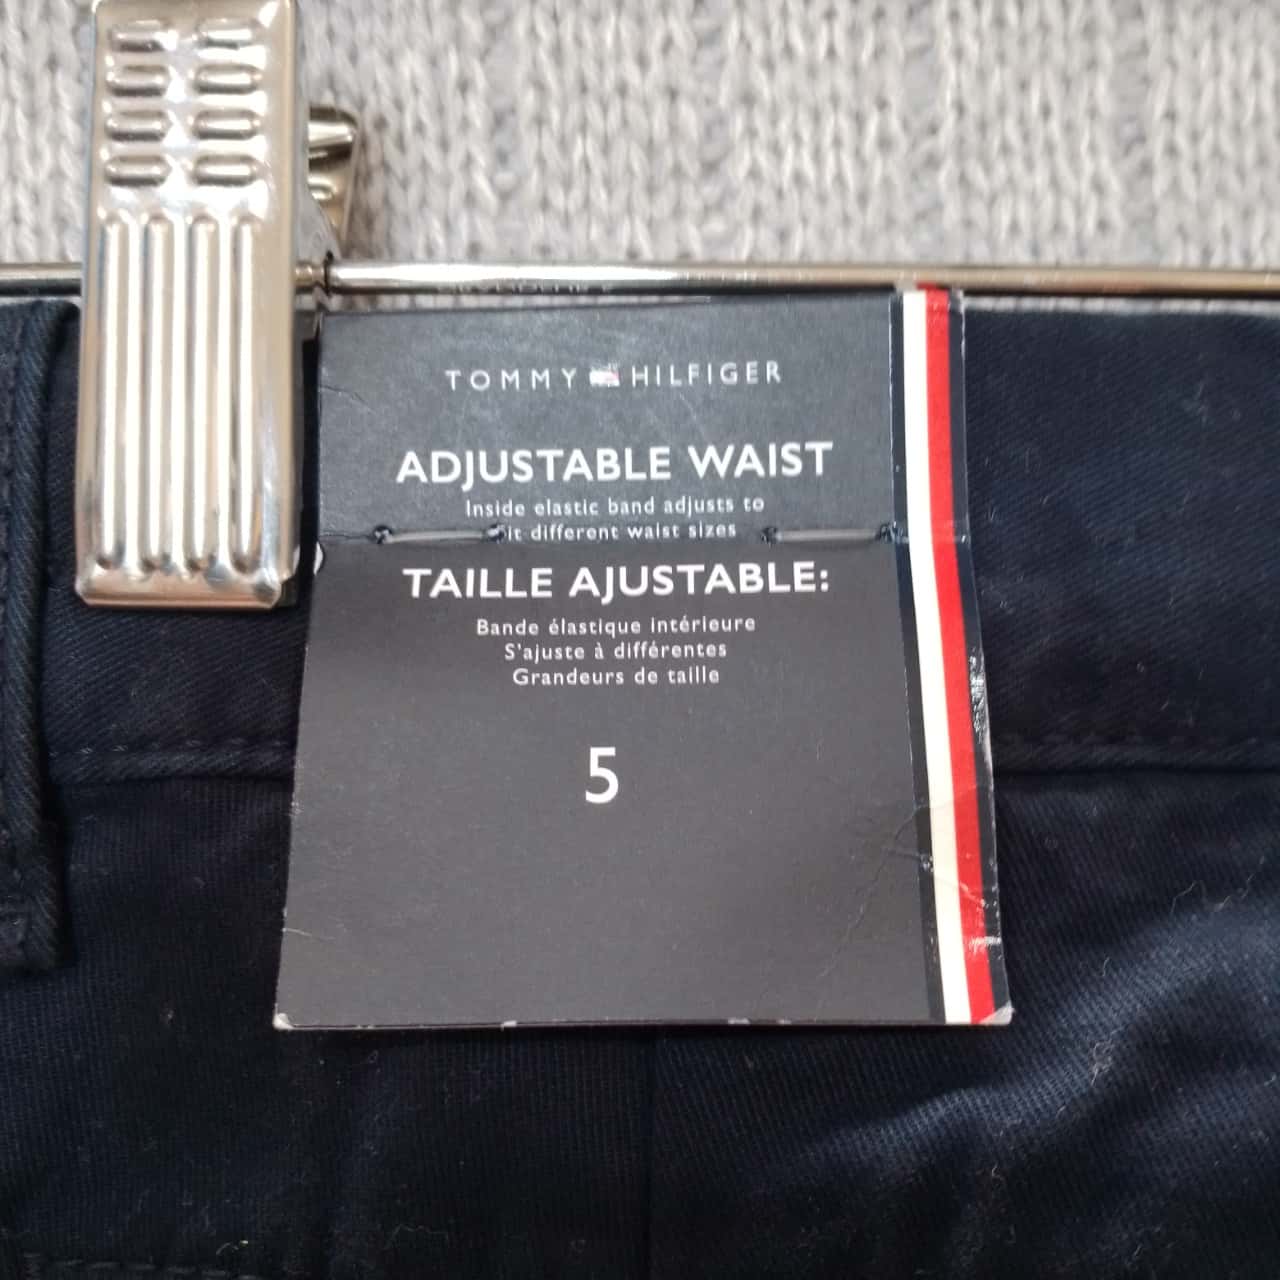 TOMMY HILFIGER
ADJUSTABLE WAIST
Inside elastic band adjusts to
it different waist sizes
TAILLE AJUSTABLE:
Bande élastique intérieure
S'ajuste à différentes
Grandeurs de taille
5